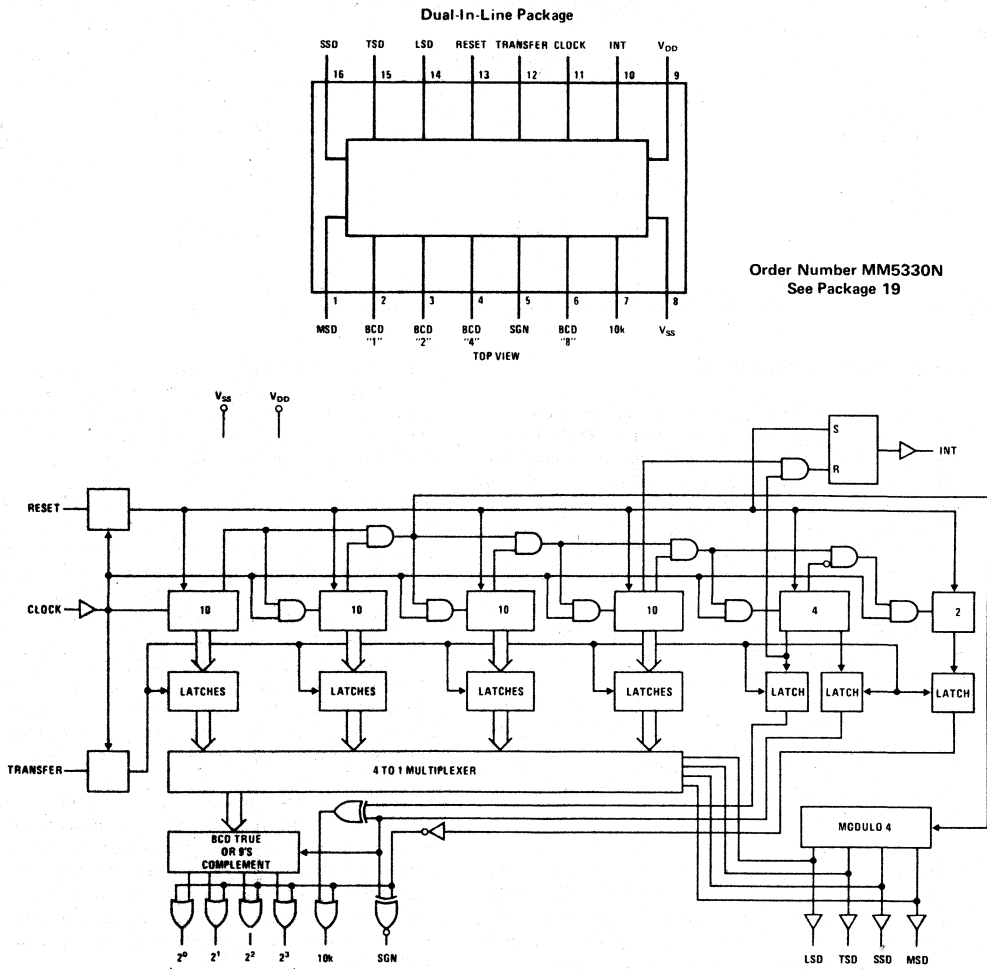 Dual-In-Line Package
SSD TSD LSD RESET TRANSFER CLOCK INT VDD
16 15 14 13 12 11 10 9
1 2 3 4 5 6 7 8
MSD BCD "1" BCD "2" BCD "4" SGN BCD "8" 10k VSS
TOP VIEW
Order Number MM5330N
See Package 19
VSS VDD
S
R
INT
RESET
CLOCK
10 10 10 10 4 2
LATCHES LATCHES LATCHES LATCHES LATCH LATCH LATCH
TRANSFER
4 TO 1 MULTIPLEXER
BCD TRUE
OR 9'S
COMPLEMENT
MODULO 4
2⁰ 2¹ 2² 2³ 10k SGN
LSD TSD SSD MSD